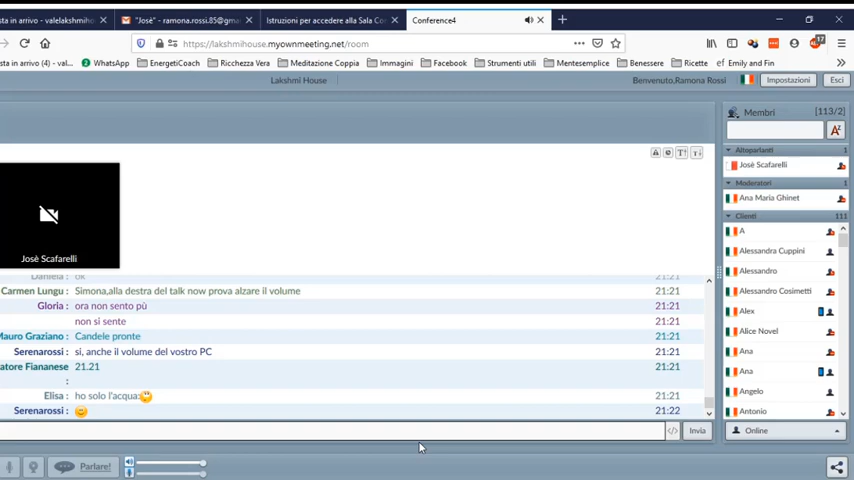 sta in arrivo (4) - valelakshmiho
"Josè" - ramona.rossi.85@gma
Istruzioni per accedere alla Sala Co
Conference4
17
https://lakshmihouse.myownmeeting.net/room
ta in arrivo (4) - val...
WhatsApp
EnergetiCoach
Ricchezza Vera
Meditazione Coppia
Immagini
Facebook
Strumenti utili
Mentesemplice
Benessere
Ricette
Emily and Fin
Lakshmi House
Benvenuto,Ramona Rossi
Impostazioni
Esci
Membri
[113/2]
Altoparlanti 1
Josè Scafarelli
Moderatori 1
Ana Maria Ghinet
Clienti 111
A
Alessandra Cuppini
Alessandro
Alessandro Cosimetti
Alex
Alice Novel
Ana
Ana
Angelo
Antonio
Online
Josè Scafarelli
Daniela: ok 21:21
Carmen Lungu : Simona,alla destra del talk now prova alzare il volume 21:21
Gloria : ora non sento pù 21:21
non si sente 21:21
Mauro Graziano : Candele pronte 21:21
Serenarossi : si, anche il volume del vostro PC 21:21
atore Fiananese : 21.21 21:21
Elisa : ho solo l'acqua: 21:21
Serenarossi : 21:22
Invia
Parlare!